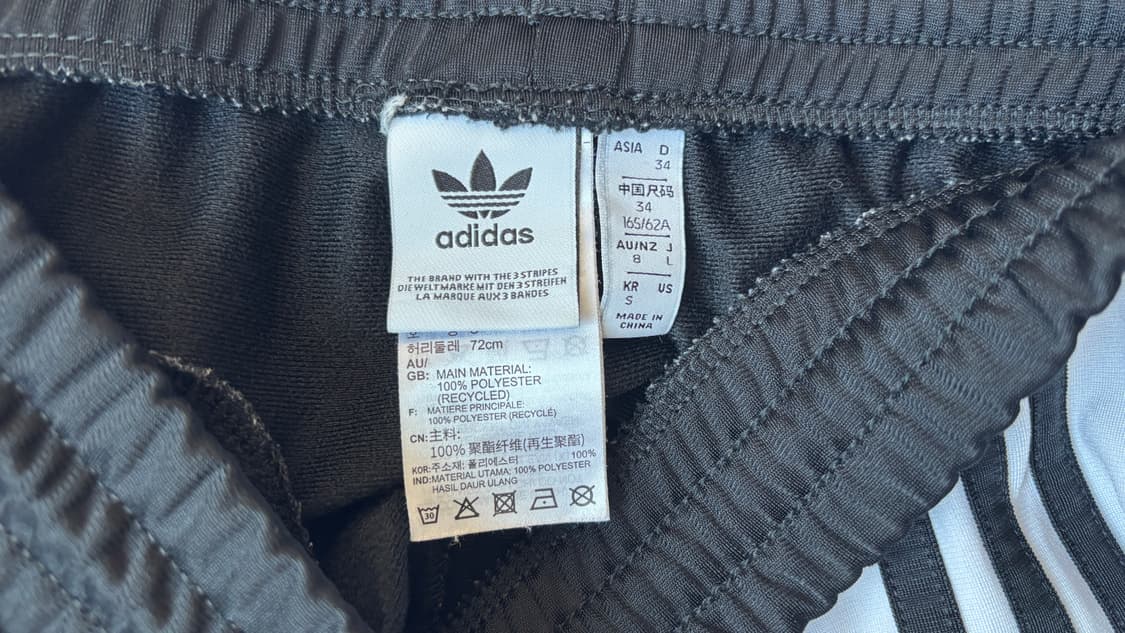 adidas
THE BRAND WITH THE 3 STRIPES
DIE WELTMARKE MIT DEN 3 STREIFEN
LA MARQUE AUX 3 BANDES
허리둘레 72cm
AU/
GB: MAIN MATERIAL:
100% POLYESTER
(RECYCLED)
F: MATIERE PRINCIPALE:
100% POLYESTER (RECYCLÉ)
CN:主料:
100% 聚酯纤维(再生聚酯)
KOR:주소재: 폴리에스터 100%
IND:MATERIAL UTAMA: 100% POLYESTER
HASIL DAUR ULANG
30
ASIA D
34
中国尺码
34
165/62A
AU/NZ J
8 L
KR US
S
MADE IN
CHINA